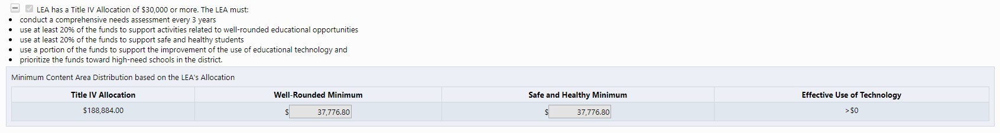 LEA has a Title IV Allocation of $30,000 or more. The LEA must:
• conduct a comprehensive needs assessment every 3 years
• use at least 20% of the funds to support activities related to well-rounded educational opportunities
• use at least 20% of the funds to support safe and healthy students
• use a portion of the funds to support the improvement of the use of educational technology and
• prioritize the funds toward high-need schools in the district.
Minimum Content Area Distribution based on the LEA's Allocation
Title IV Allocation Well-Rounded Minimum Safe and Healthy Minimum Effective Use of Technology
$188,884.00 $ 37,776.80 $ 37,776.80 >$0